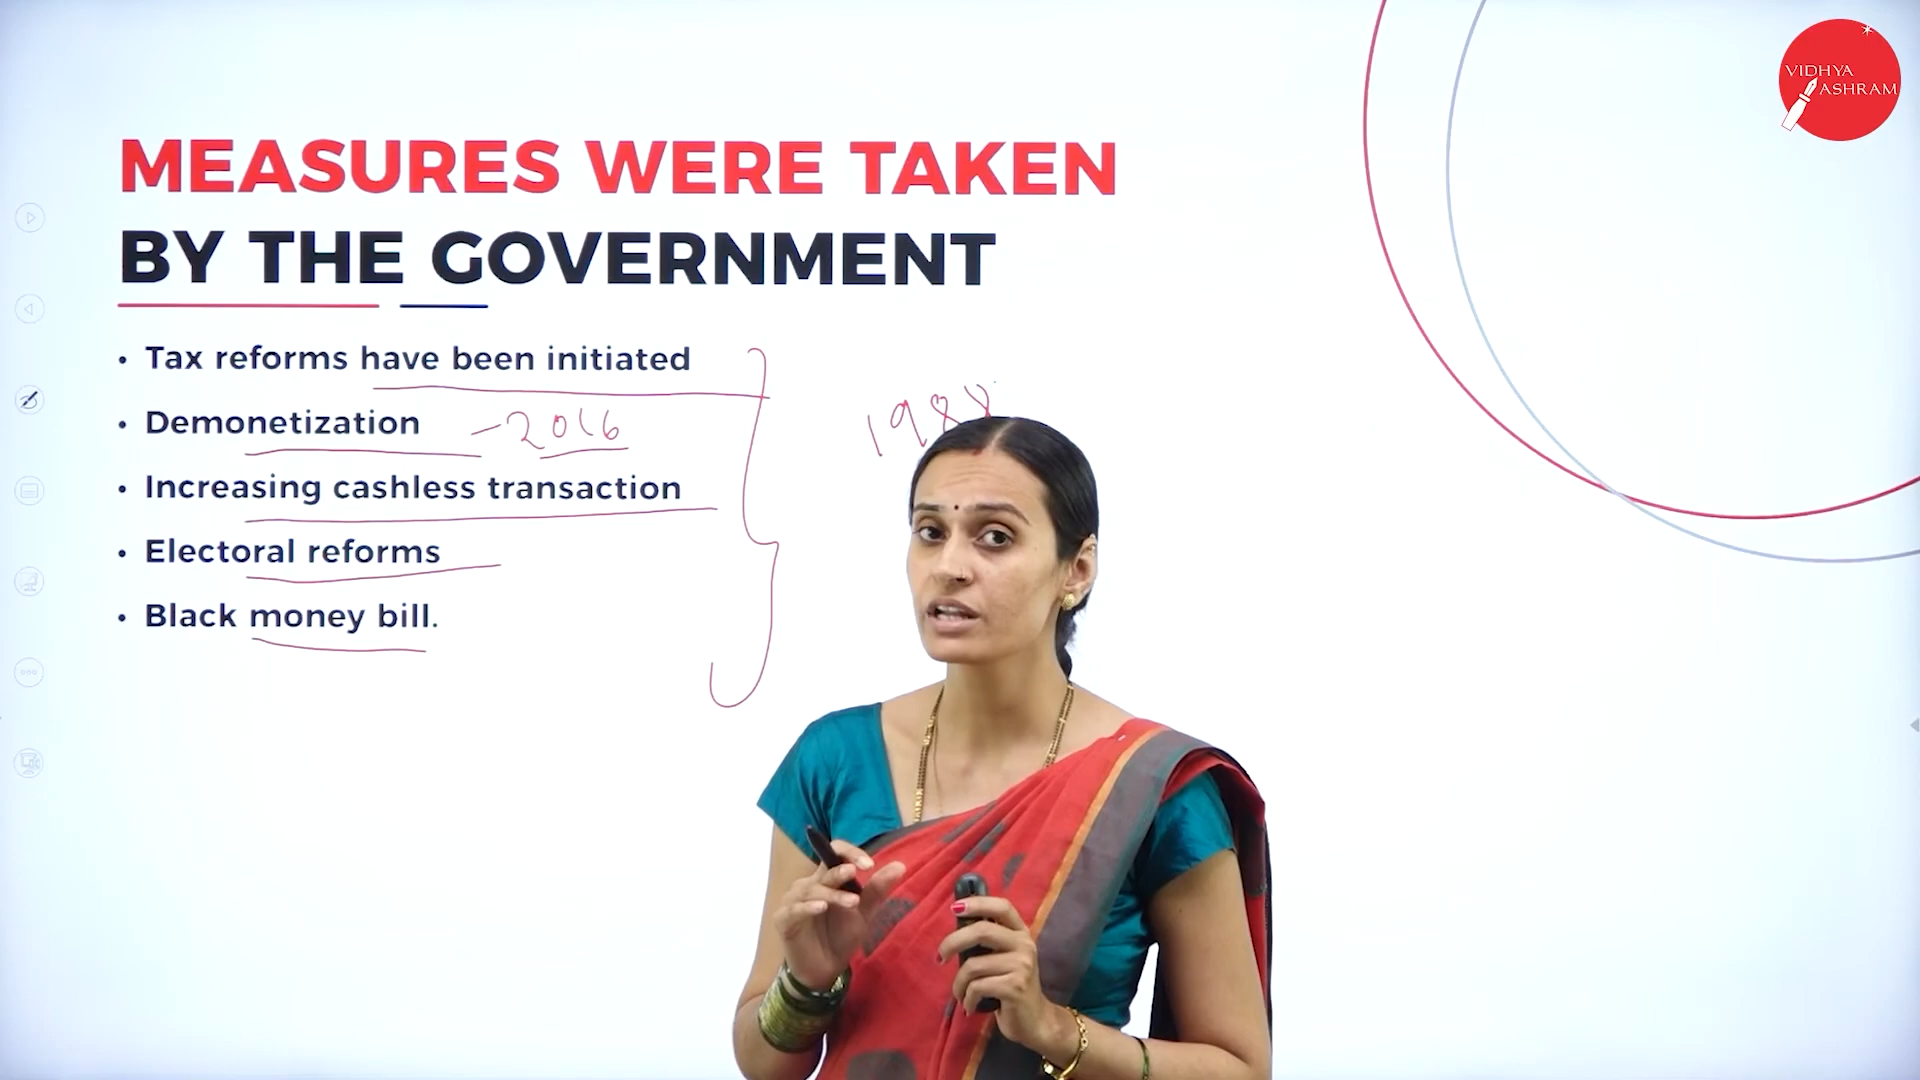 VIDHYA
ASHRAM
MEASURES WERE TAKEN
BY THE GOVERNMENT
• Tax reforms have been initiated
• Demonetization - 2016
• Increasing cashless transaction
• Electoral reforms
• Black money bill.
1988